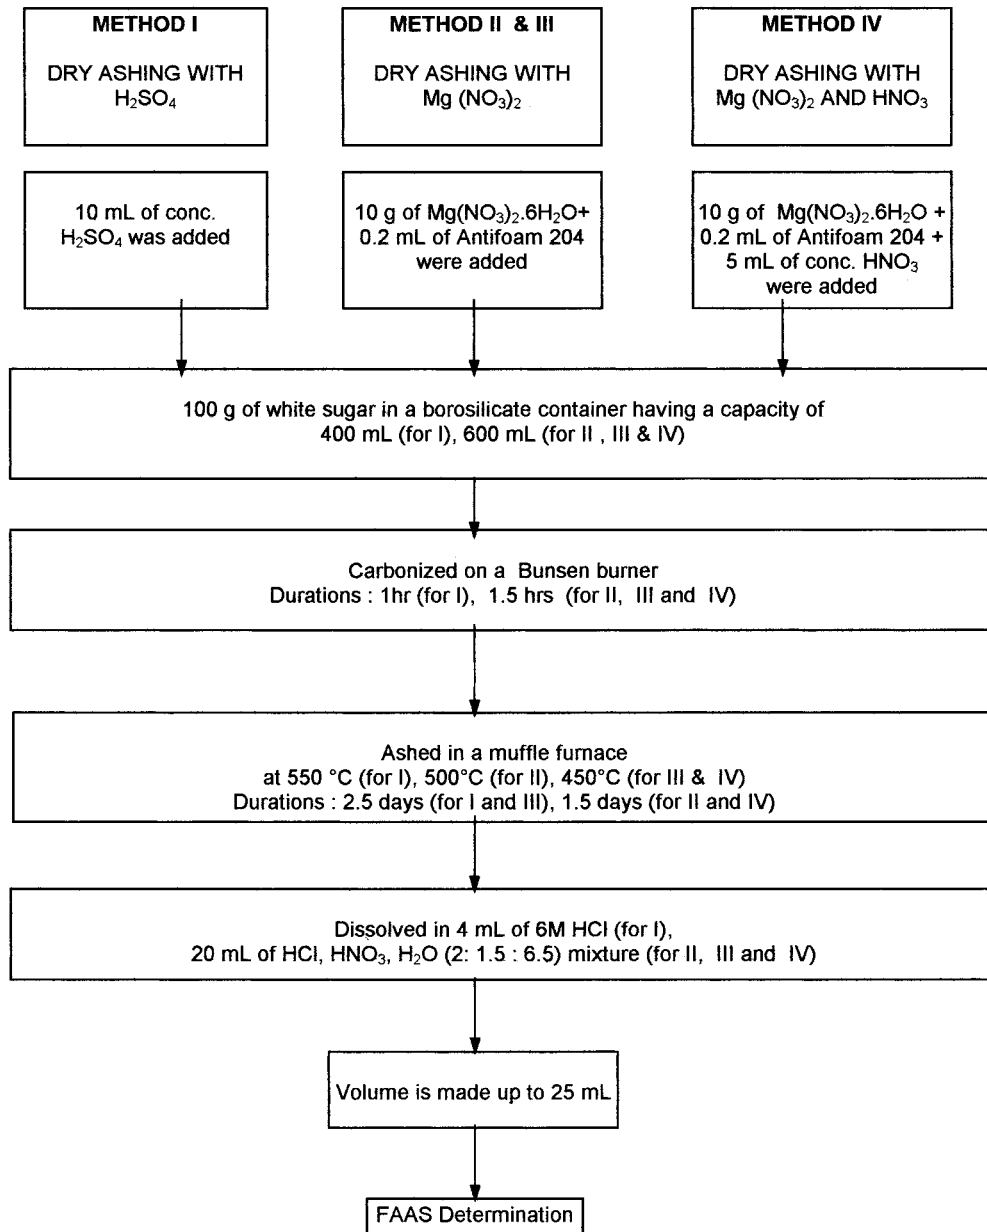 METHOD I
DRY ASHING WITH
H₂SO₄
METHOD II & III
DRY ASHING WITH
Mg (NO₃)₂
METHOD IV
DRY ASHING WITH
Mg (NO₃)₂ AND HNO₃
10 mL of conc.
H₂SO₄ was added
10 g of Mg(NO₃)₂.6H₂O+
0.2 mL of Antifoam 204
were added
10 g of Mg(NO₃)₂.6H₂O +
0.2 mL of Antifoam 204 +
5 mL of conc. HNO₃
were added
100 g of white sugar in a borosilicate container having a capacity of
400 mL (for I), 600 mL (for II , III & IV)
Carbonized on a Bunsen burner
Durations : 1hr (for I), 1.5 hrs (for II, III and IV)
Ashed in a muffle furnace
at 550 °C (for I), 500°C (for II), 450°C (for III & IV)
Durations : 2.5 days (for I and III), 1.5 days (for II and IV)
Dissolved in 4 mL of 6M HCl (for I),
20 mL of HCl, HNO₃, H₂O (2: 1.5 : 6.5) mixture (for II, III and IV)
Volume is made up to 25 mL
FAAS Determination